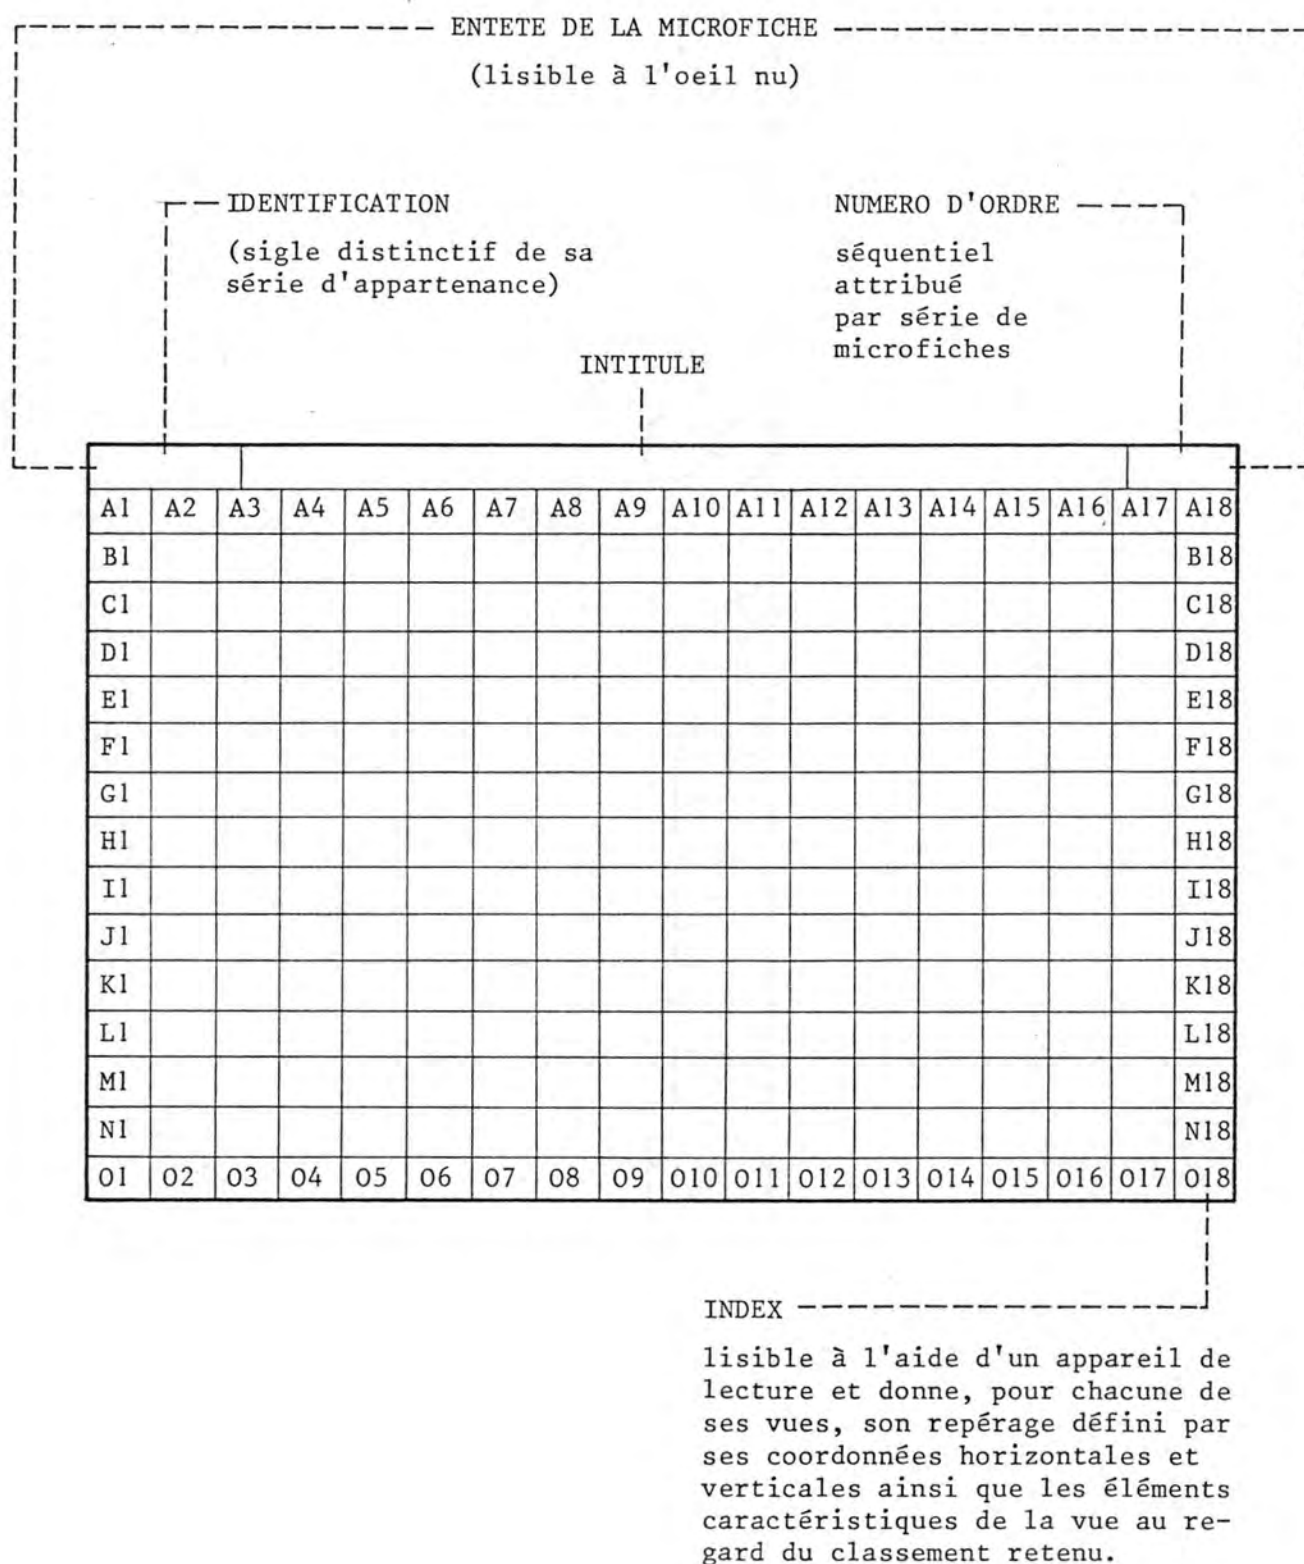 ENTETE DE LA MICROFICHE
(lisible à l'oeil nu)
IDENTIFICATION
(sigle distinctif de sa
série d'appartenance)
NUMERO D'ORDRE
séquentiel
attribué
par série de
microfiches
INTITULE
A1 A2 A3 A4 A5 A6 A7 A8 A9 A10 A11 A12 A13 A14 A15 A16 A17 A18
B1 B18
C1 C18
D1 D18
E1 E18
F1 F18
G1 G18
H1 H18
I1 I18
J1 J18
K1 K18
L1 L18
M1 M18
N1 N18
O1 O2 O3 O4 O5 O6 O7 O8 O9 O10 O11 O12 O13 O14 O15 O16 O17 O18
INDEX
lisible à l'aide d'un appareil de
lecture et donne, pour chacune de
ses vues, son repérage défini par
ses coordonnées horizontales et
verticales ainsi que les éléments
caractéristiques de la vue au re-
gard du classement retenu.